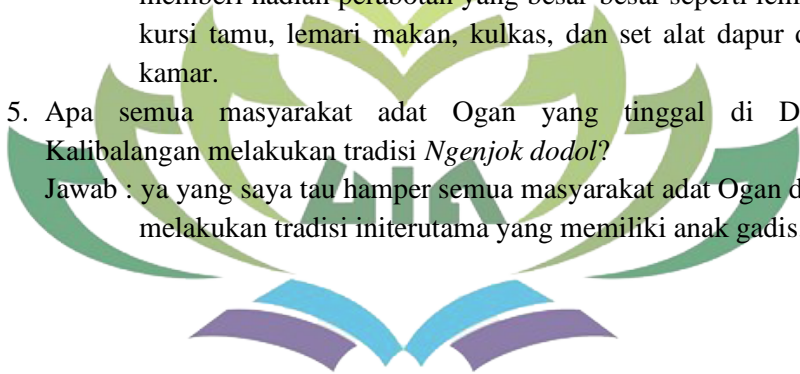 memberi hadiah perabotan yang besar-besar seperti
kursi tamu, lemari makan, kulkas, dan set alat dapur
kamar.
5. Apa semua masyarakat adat Ogan yang tinggal di
Kalibalangan melakukan tradisi Ngenjok dodol?
Jawab : ya yang saya tau hamper semua masyarakat adat Ogan
melakukan tradisi initerutama yang memiliki anak gadis